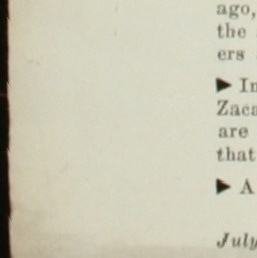 ago,
the
ers
► In
Zaca
are
that
► A
July